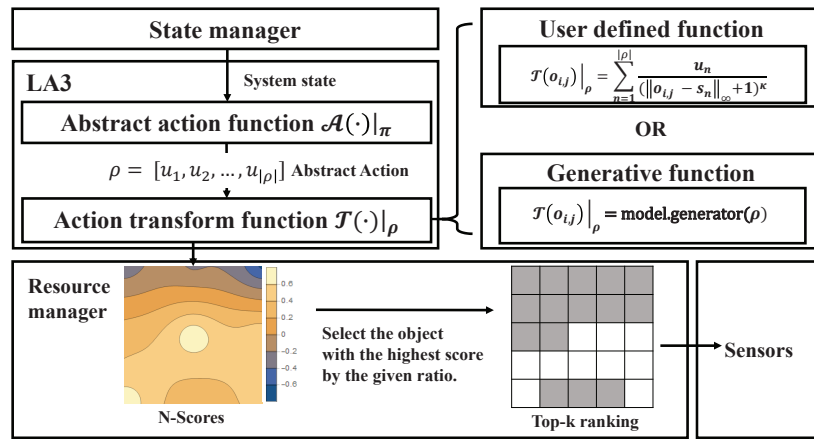 State manager
System state
LA3
Abstract action function 𝒜(·)|π
ρ = [u₁, u₂, …, u|ρ|] Abstract Action
Action transform function 𝒯(·)|ρ
User defined function
𝒯(oᵢ,ⱼ)|ρ = ∑ₙ₌₁^|ρ| uₙ / (‖oᵢ,ⱼ − sₙ‖∞ +1)^κ
OR
Generative function
𝒯(oᵢ,ⱼ)|ρ = model.generator(ρ)
Resource
manager
0.6
0.4
0.2
0
−0.2
−0.4
−0.6
N-Scores
Select the object
with the highest score
by the given ratio.
Top-k ranking
Sensors